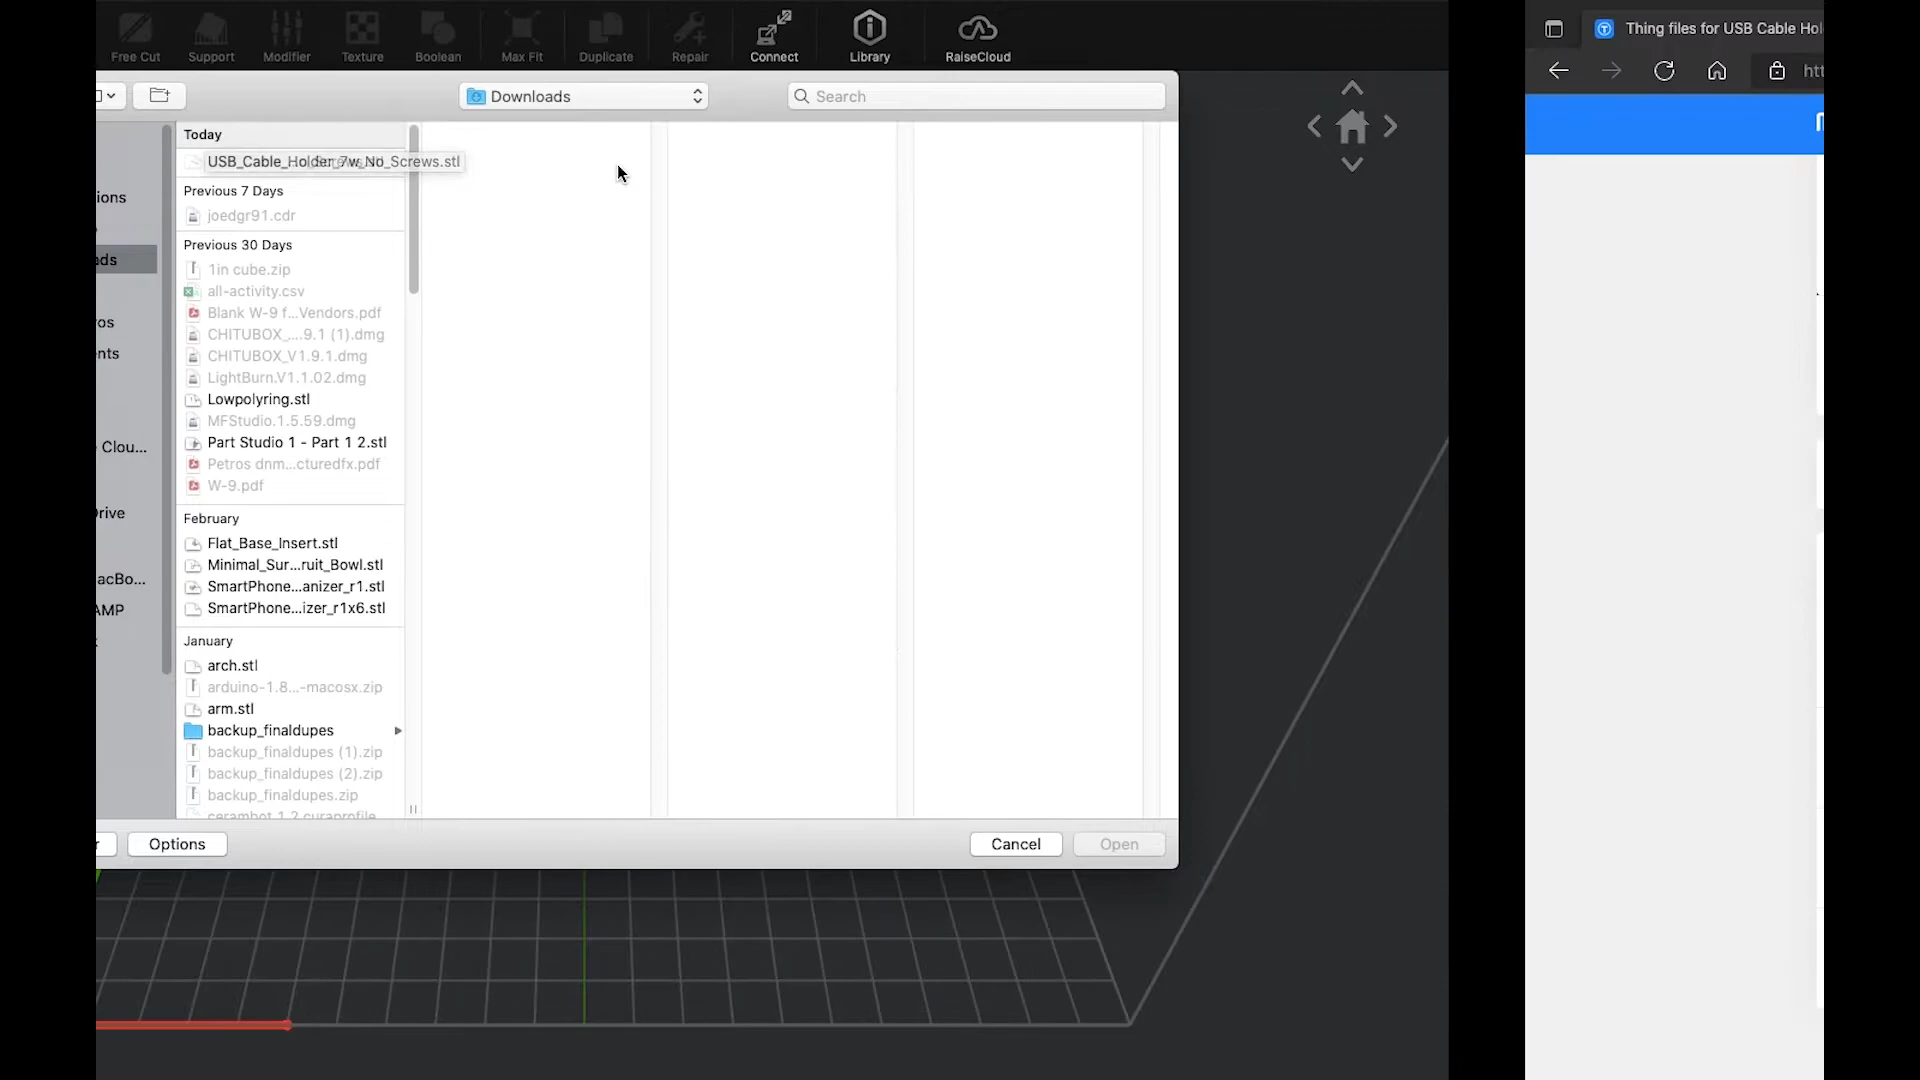 Free Cut
Support
Modifier
Texture
Boolean
Max Fit
Duplicate
Repair
Connect
Library
RaiseCloud
Thing files for USB Cable Hol
htt
Downloads
Search
Today
USB_Cable_Holder_7w_No_Screws.stl
Previous 7 Days
joedgr91.cdr
Previous 30 Days
1in cube.zip
all-activity.csv
Blank W-9 f...Vendors.pdf
CHITUBOX_....9.1 (1).dmg
CHITUBOX_V1.9.1.dmg
LightBurn.V1.1.02.dmg
Lowpolyring.stl
MFStudio.1.5.59.dmg
Part Studio 1 - Part 1 2.stl
Petros dnm...cturedfx.pdf
W-9.pdf
February
Flat_Base_Insert.stl
Minimal_Sur...ruit_Bowl.stl
SmartPhone...anizer_r1.stl
SmartPhone...izer_r1x6.stl
January
arch.stl
arduino-1.8...-macosx.zip
arm.stl
backup_finaldupes
backup_finaldupes (1).zip
backup_finaldupes (2).zip
backup_finaldupes.zip
cerambot 1.2.curaprofile
ions
ads
ros
nts
Clou...
rive
acBo...
AMP
r
Options
Cancel
Open